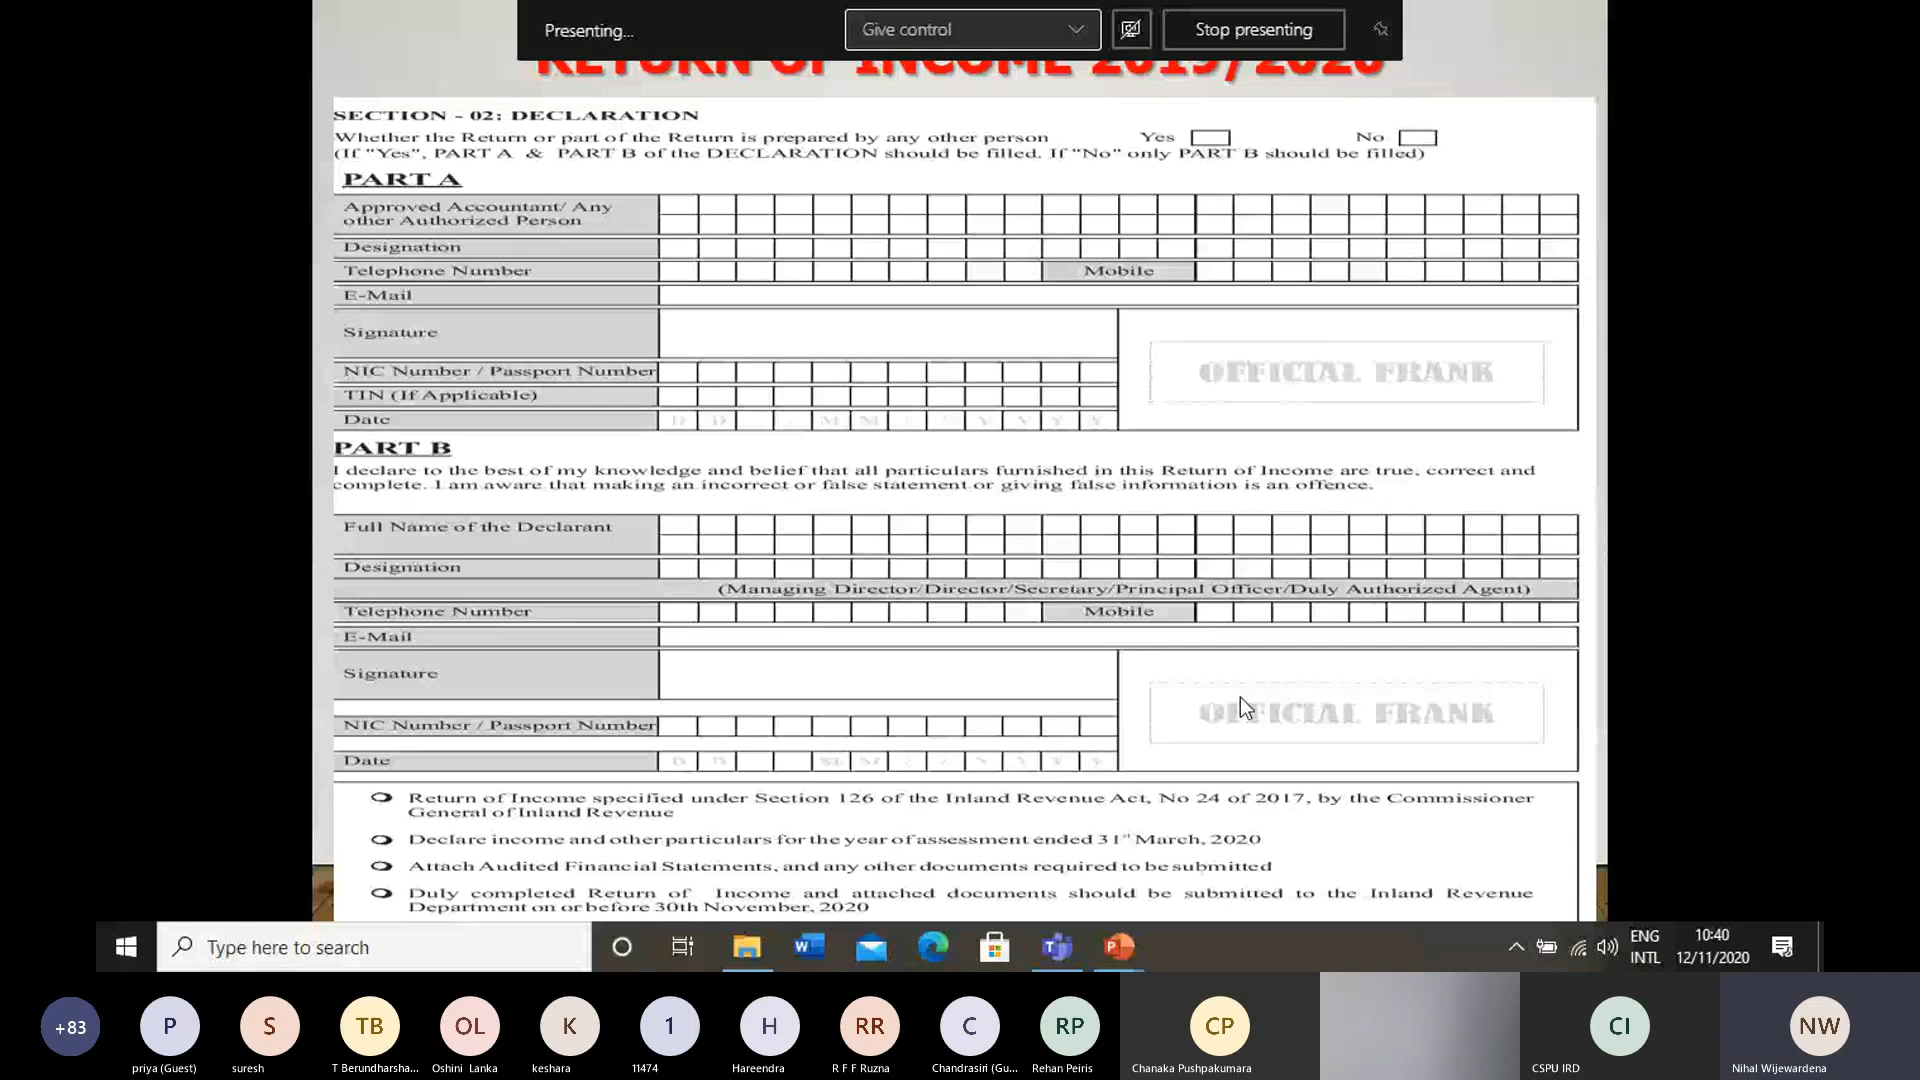 Presenting...
Give control
Stop presenting
RETURN OF INCOME 2019/2020
SECTION - 02: DECLARATION
Whether the Return or part of the Return is prepared by any other person Yes No
(If "Yes", PART A & PART B of the DECLARATION should be filled. If "No" only PART B should be filled)
PART A
Approved Accountant/ Any
other Authorized Person
Designation
Telephone Number Mobile
E-Mail
Signature
OFFICIAL FRANK
NIC Number / Passport Number
TIN (If Applicable)
Date D D M M Y Y Y Y
PART B
I declare to the best of my knowledge and belief that all particulars furnished in this Return of Income are true, correct and
complete. I am aware that making an incorrect or false statement or giving false information is an offence.
Full Name of the Declarant
Designation
(Managing Director/Director/Secretary/Principal Officer/Duly Authorized Agent)
Telephone Number Mobile
E-Mail
Signature
OFFICIAL FRANK
NIC Number / Passport Number
Date D D M M Y Y Y Y
Return of Income specified under Section 126 of the Inland Revenue Act, No 24 of 2017, by the Commissioner
General of Inland Revenue
Declare income and other particulars for the year of assessment ended 31st March, 2020
Attach Audited Financial Statements, and any other documents required to be submitted
Duly completed Return of Income and attached documents should be submitted to the Inland Revenue
Department on or before 30th November, 2020
Type here to search
ENG
INTL
10:40
12/11/2020
+83
P
S
TB
OL
K
1
H
RR
C
RP
CP
CI
NW
priya (Guest)
suresh
T Berundharsha...
Oshini Lanka
keshara
11474
Hareendra
R F F Ruzna
Chandrasiri (Gu...
Rehan Peiris
Chanaka Pushpakumara
CSPU IRD
Nihal Wijewardena